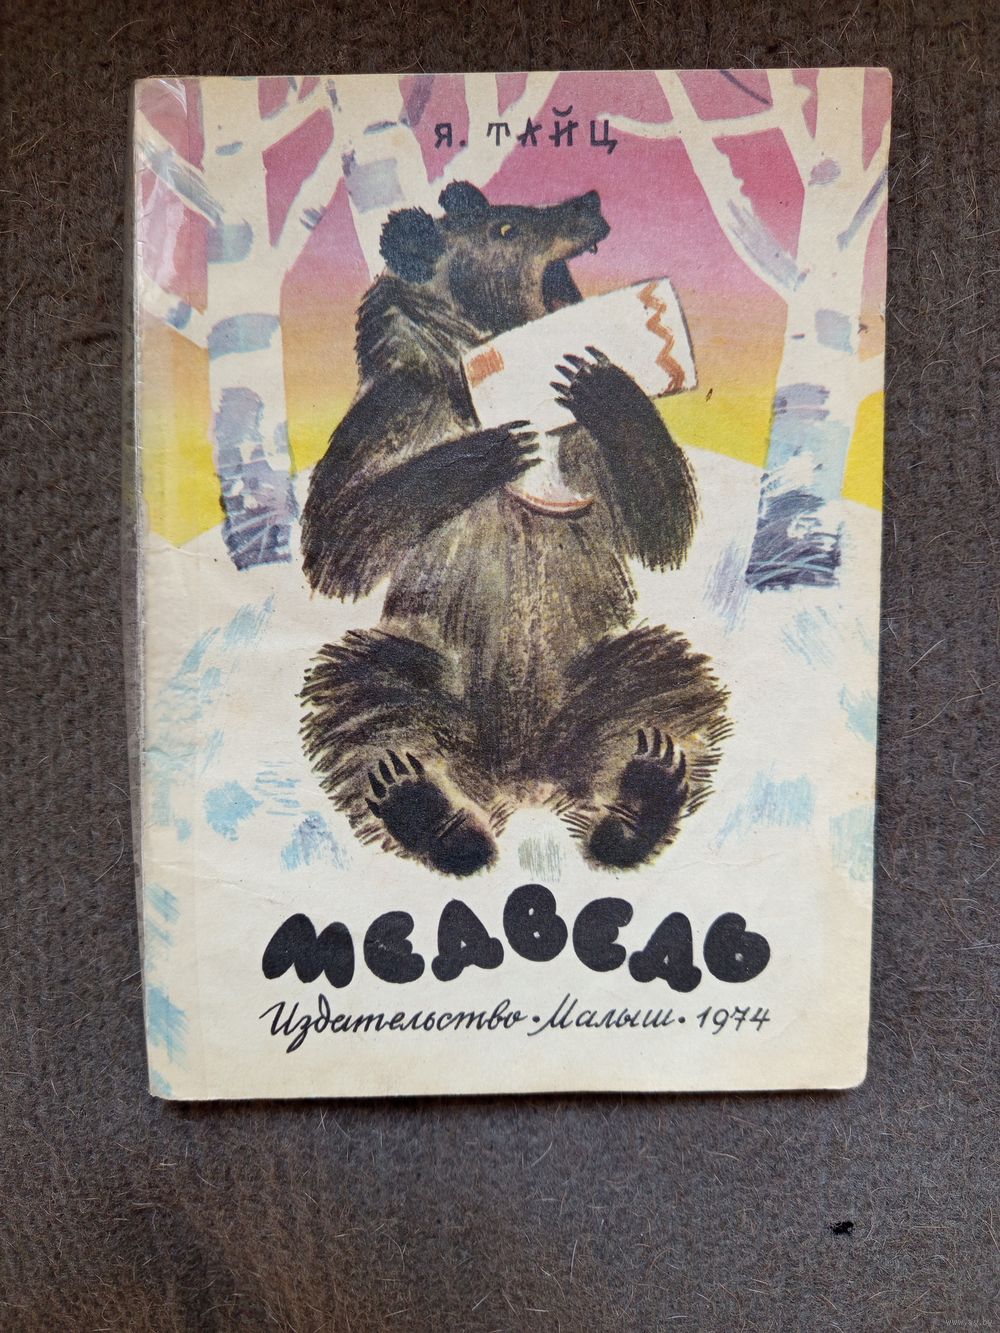 Я. ТАЙЦ
МЕДВЕДЬ
Издательство • Малыш • 1974